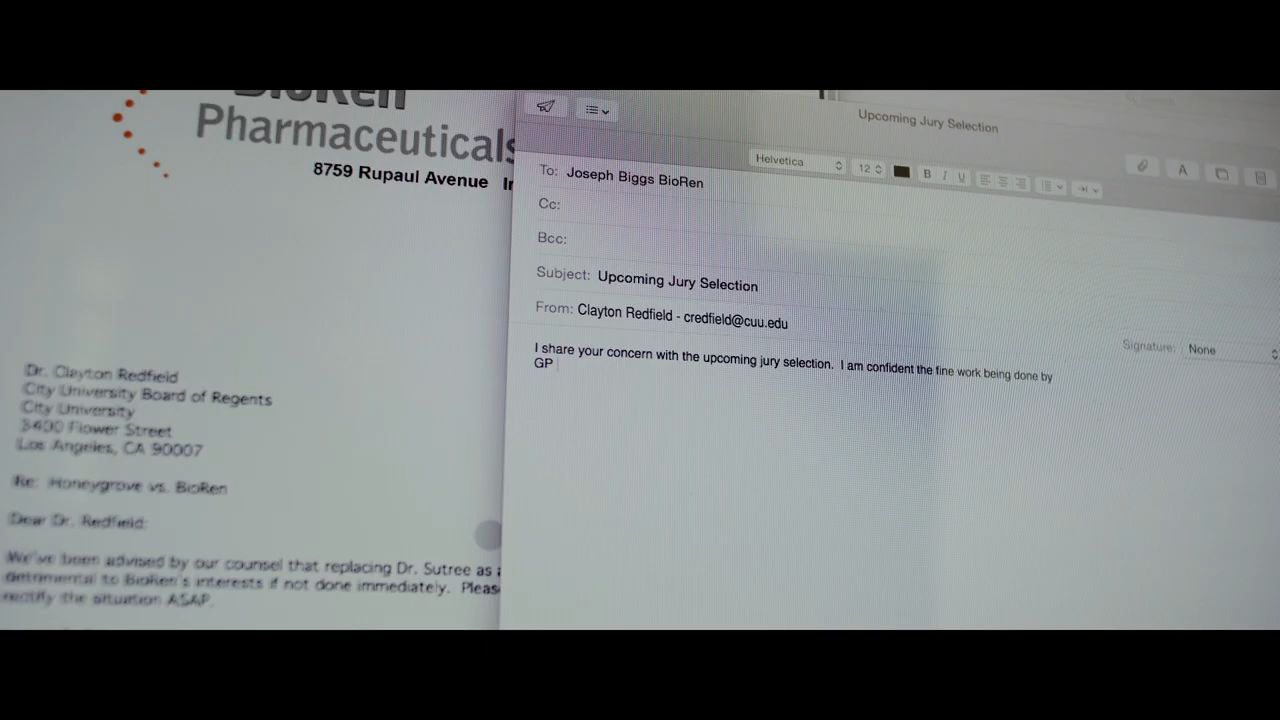 BioRen
Pharmaceuticals
8759 Rupaul Avenue
Dr. Clayton Redfield
City University Board of Regents
City University
3400 Flower Street
Los Angeles, CA 90007
Re: Honeygrove vs. BioRen
Dear Dr. Redfield:
We've been advised by our counsel that replacing Dr. Sutree as
detrimental to BioRen's interests if not done immediately. Pleas
rectify the situation ASAP.
Upcoming Jury Selection
Helvetica 12 B I U A
To: Joseph Biggs BioRen
Cc:
Bcc:
Subject: Upcoming Jury Selection
From: Clayton Redfield - credfield@cuu.edu
Signature: None
I share your concern with the upcoming jury selection. I am confident the fine work being done by
GP